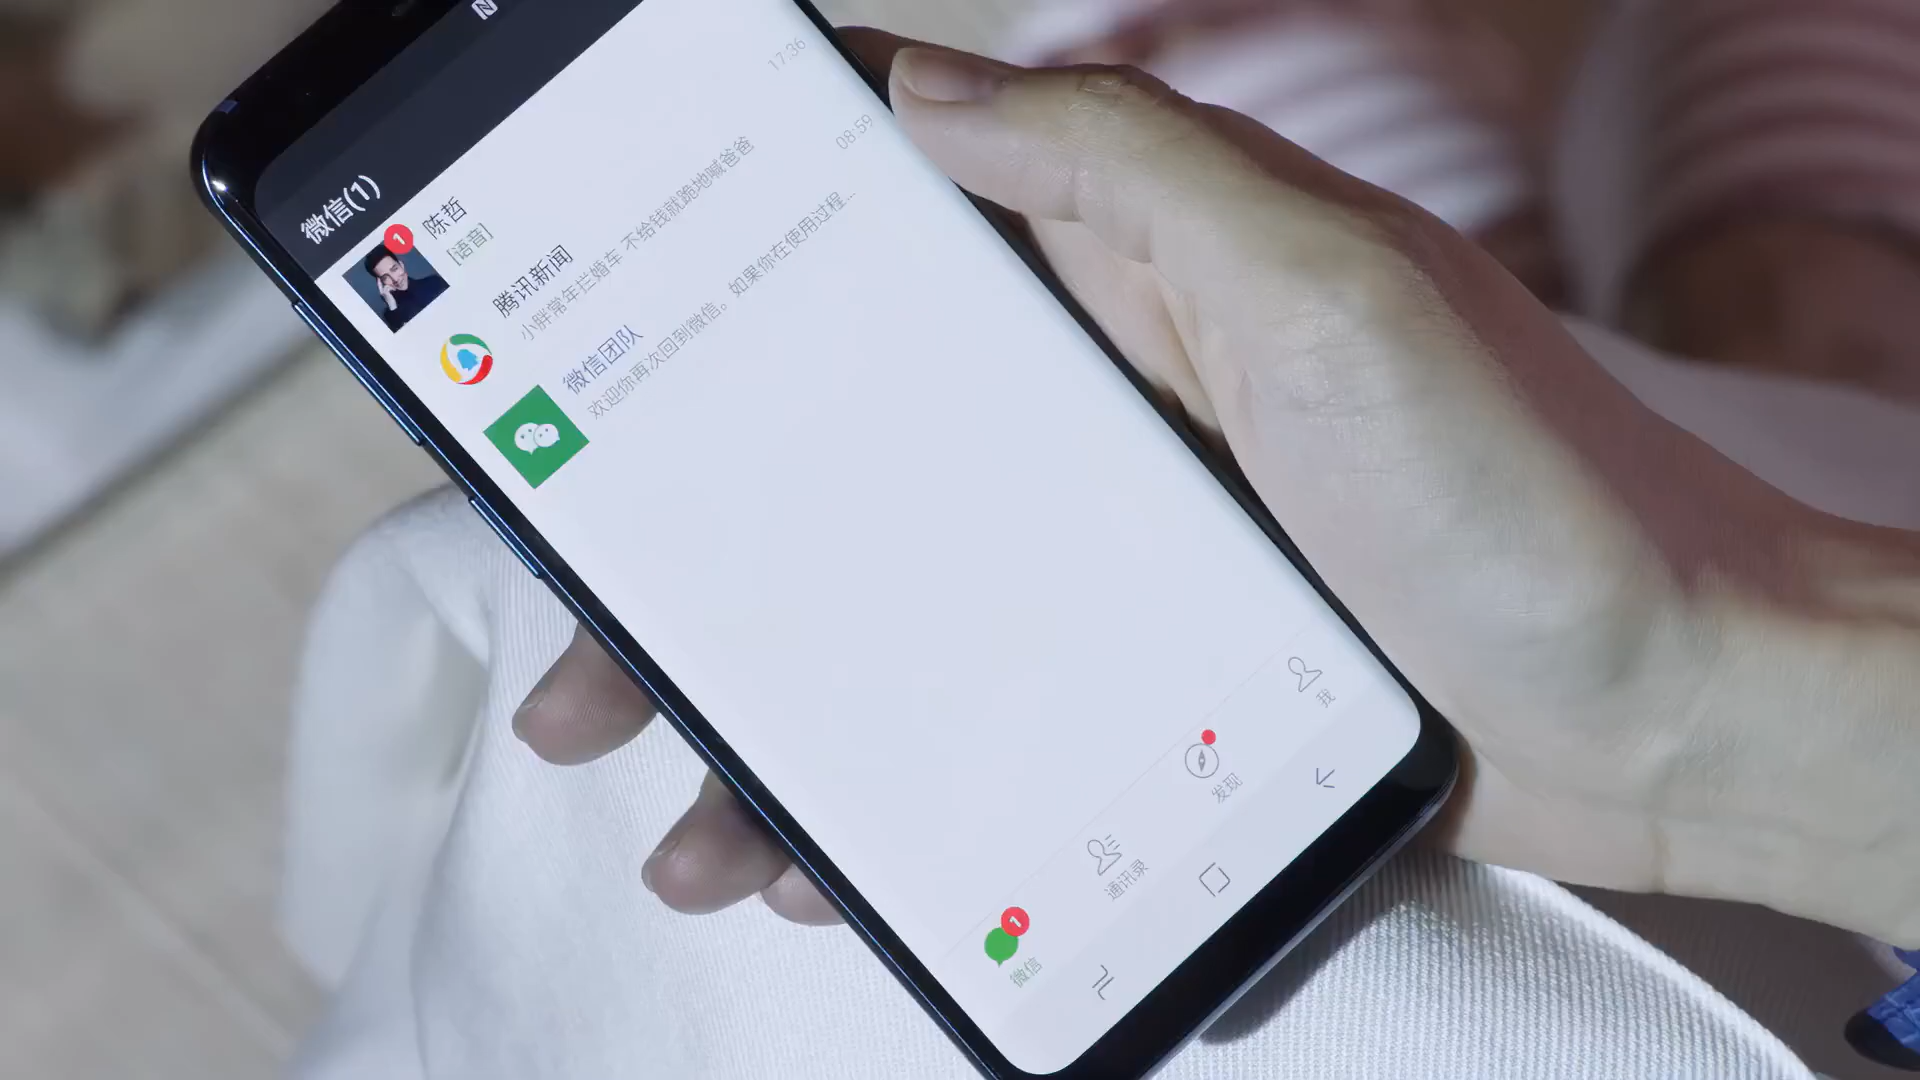 微信(1)
陈哲
[语音]
17:36
腾讯新闻
小胖常年拦婚车 不给钱就跪地喊爸爸
08:59
微信团队
欢迎你再次回到微信。如果你在使用过程...
1
1
微信
通讯录
发现
我